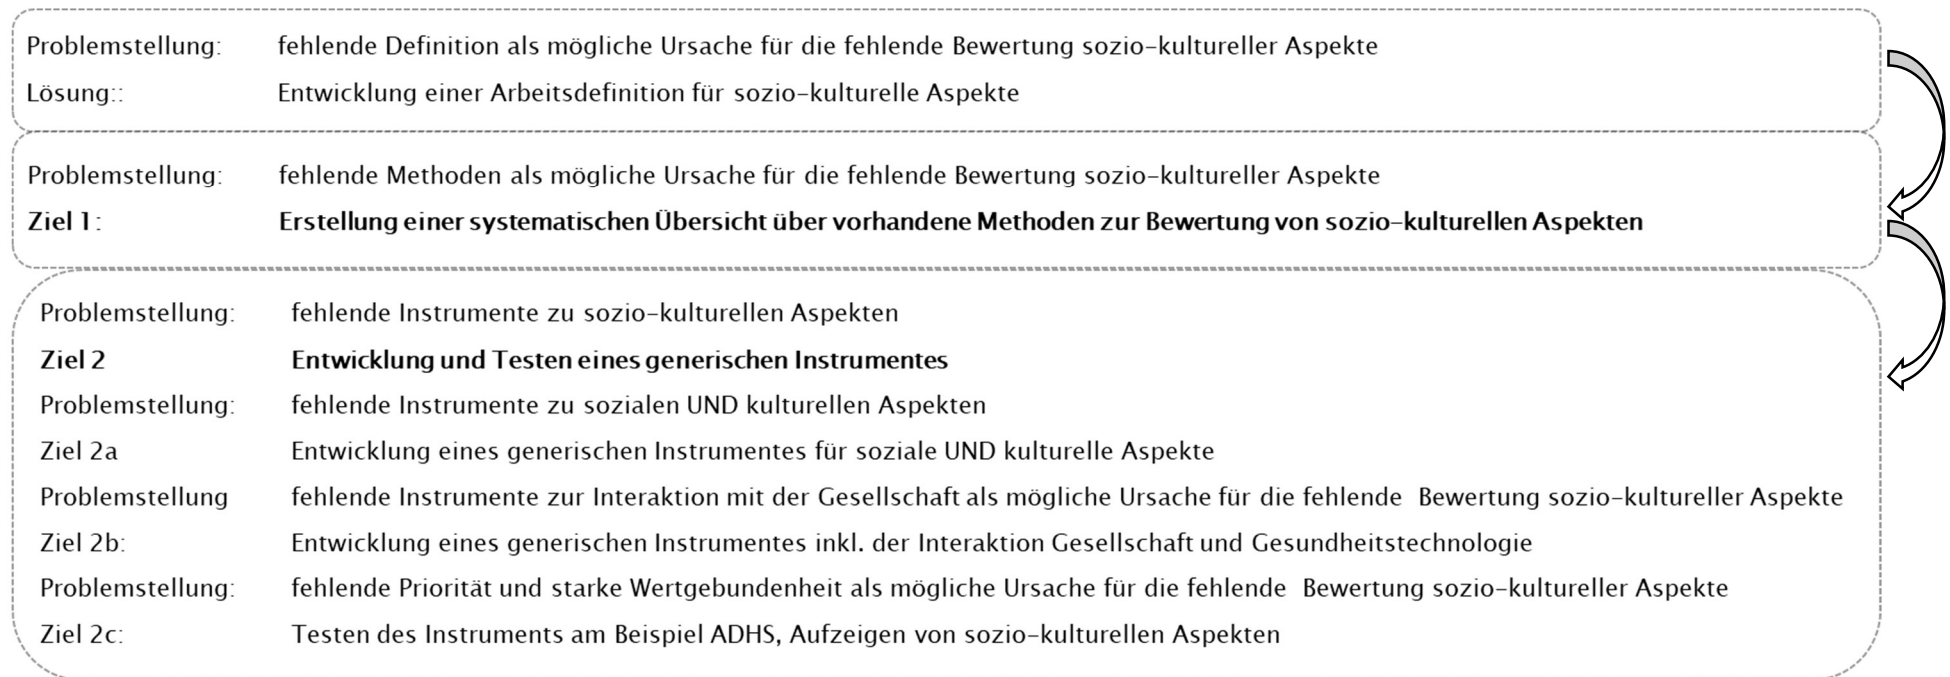 Problemstellung: fehlende Definition als mögliche Ursache für die fehlende Bewertung sozio-kultureller Aspekte
Lösung:: Entwicklung einer Arbeitsdefinition für sozio-kulturelle Aspekte
Problemstellung: fehlende Methoden als mögliche Ursache für die fehlende Bewertung sozio-kultureller Aspekte
Ziel 1: Erstellung einer systematischen Übersicht über vorhandene Methoden zur Bewertung von sozio-kulturellen Aspekten
Problemstellung: fehlende Instrumente zu sozio-kulturellen Aspekten
Ziel 2 Entwicklung und Testen eines generischen Instrumentes
Problemstellung: fehlende Instrumente zu sozialen UND kulturellen Aspekten
Ziel 2a Entwicklung eines generischen Instrumentes für soziale UND kulturelle Aspekte
Problemstellung fehlende Instrumente zur Interaktion mit der Gesellschaft als mögliche Ursache für die fehlende Bewertung sozio-kultureller Aspekte
Ziel 2b: Entwicklung eines generischen Instrumentes inkl. der Interaktion Gesellschaft und Gesundheitstechnologie
Problemstellung: fehlende Priorität und starke Wertgebundenheit als mögliche Ursache für die fehlende Bewertung sozio-kultureller Aspekte
Ziel 2c: Testen des Instruments am Beispiel ADHS, Aufzeigen von sozio-kulturellen Aspekten